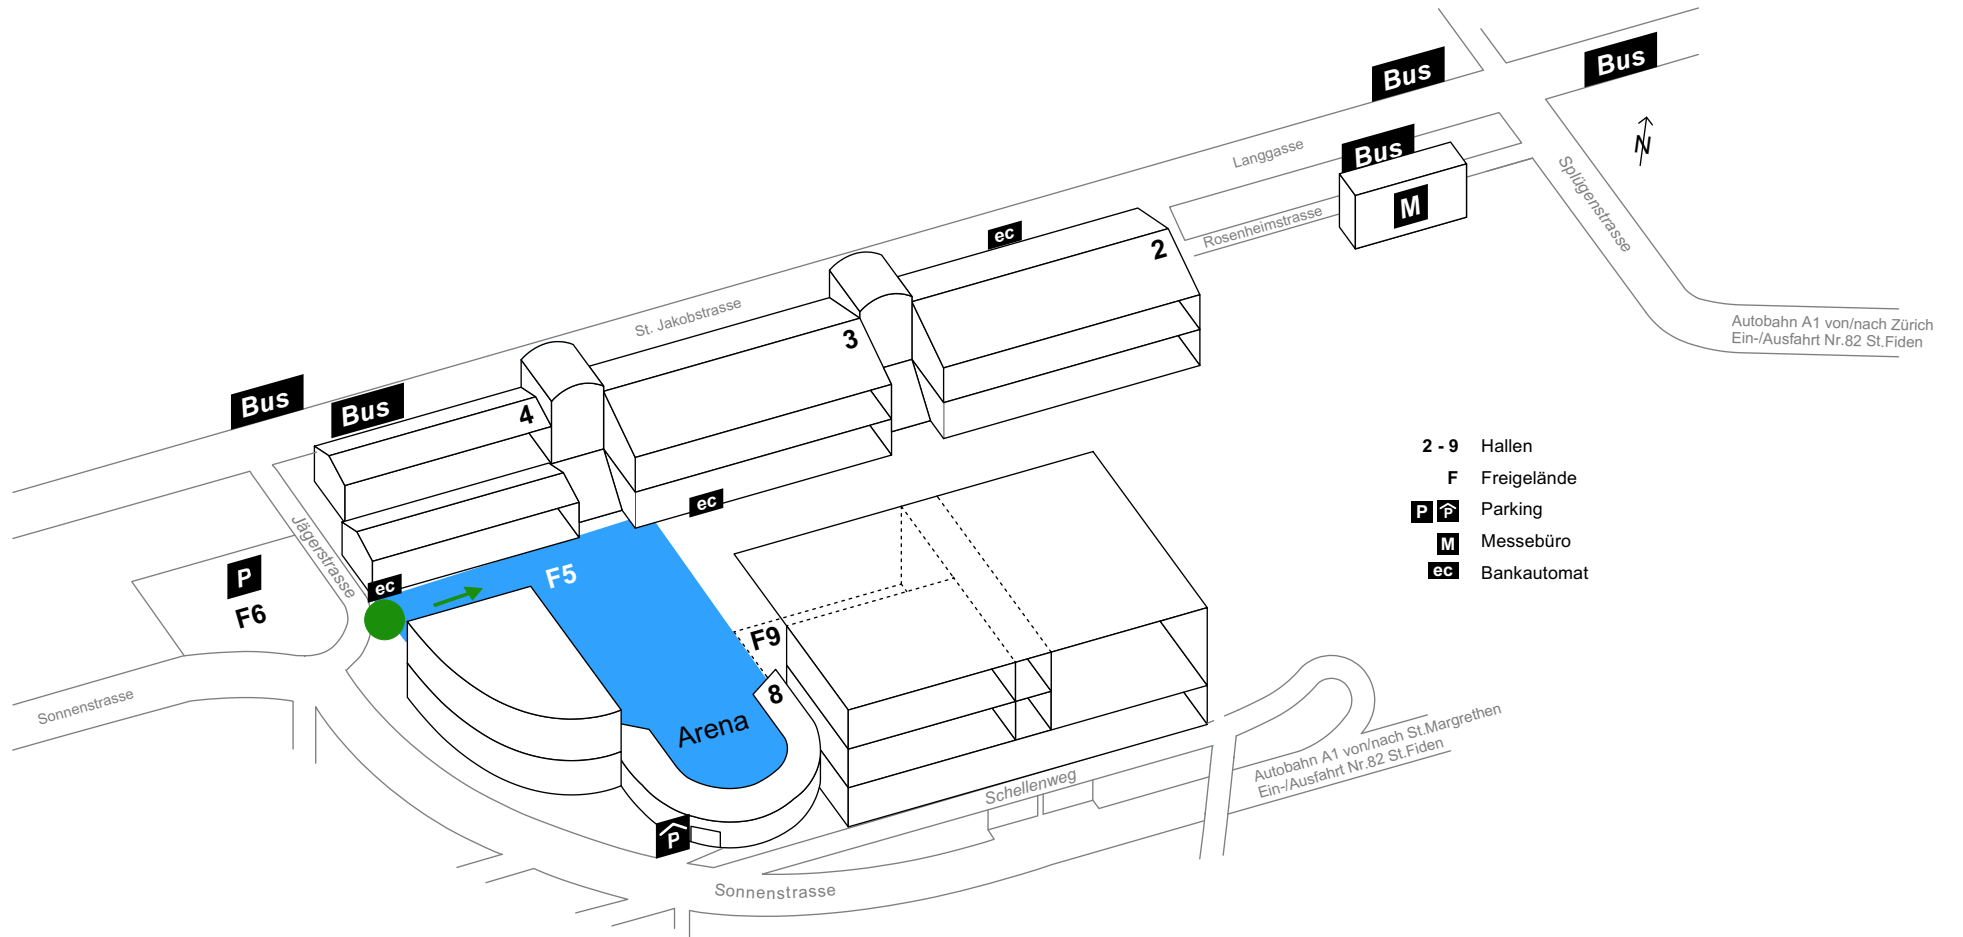 Bus
Bus
Bus
N
Langgasse
Splügenstrasse
M
Rosenheimstrasse
ec
2
St. Jakobstrasse
3
Autobahn A1 von/nach Zürich
Ein-/Ausfahrt Nr.82 St.Fiden
Bus
Bus
4
ec
2 - 9 Hallen
F Freigelände
P P Parking
M Messebüro
ec Bankautomat
Jägerstrasse
P
F6
ec
F5
F9
8
Arena
Sonnenstrasse
P
Schellenweg
Autobahn A1 von/nach St.Margrethen
Ein-/Ausfahrt Nr.82 St.Fiden
Sonnenstrasse